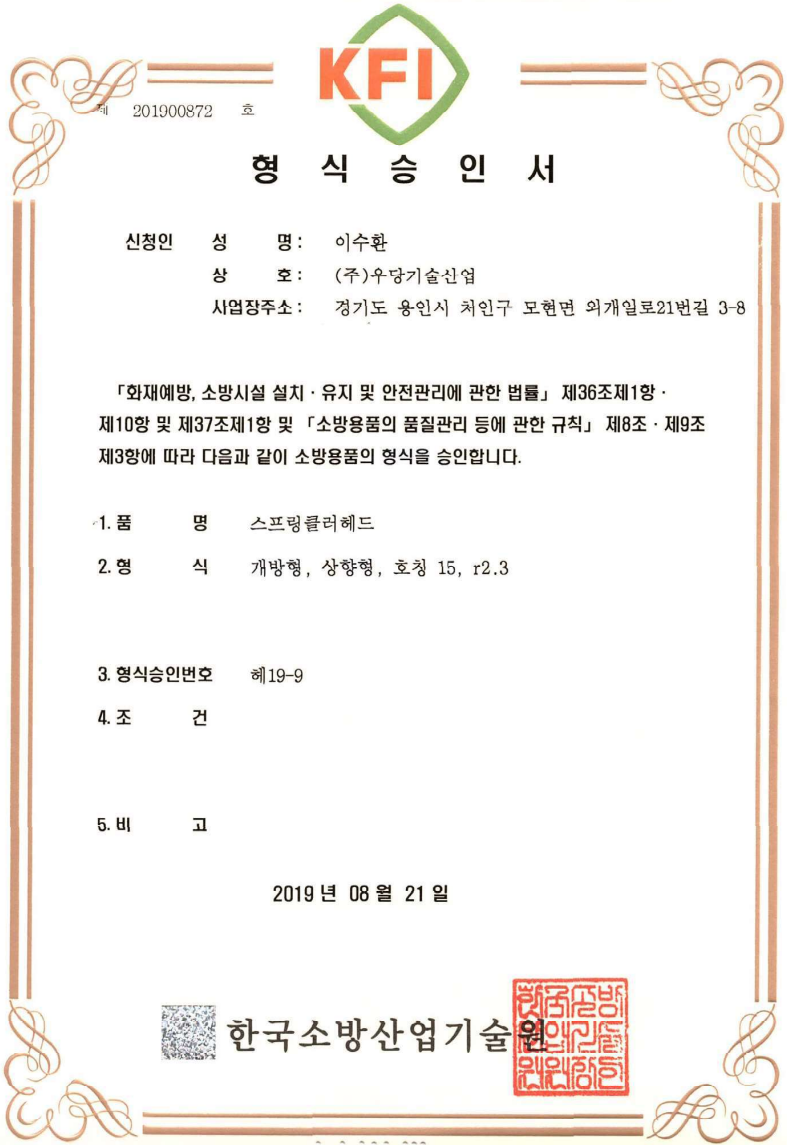 KFI
제 201900872 호
형식승인서
신청인 성 명 : 이수환
상 호 : (주)우당기술산업
사업장주소 : 경기도 용인시 처인구 모현면 외개일로21번길 3-8
「화재예방, 소방시설 설치ㆍ유지 및 안전관리에 관한 법률」 제36조제1항ㆍ
제10항 및 제37조제1항 및 「소방용품의 품질관리 등에 관한 규칙」 제8조ㆍ제9조
제3항에 따라 다음과 같이 소방용품의 형식을 승인합니다.
1. 품 명 스프링클러헤드
2. 형 식 개방형, 상향형, 호칭 15, r2.3
3. 형식승인번호 헤19-9
4. 조 건
5. 비 고
2019 년 08 월 21 일
한국소방산업기술원